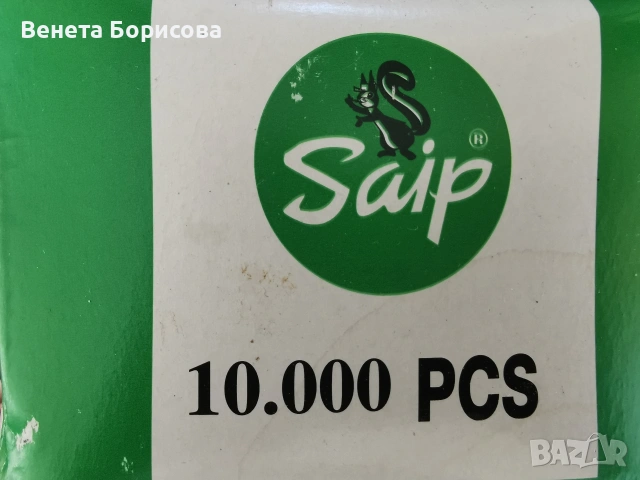 Венета Борисова
Saip ®
10.000 PCS
BAZAR